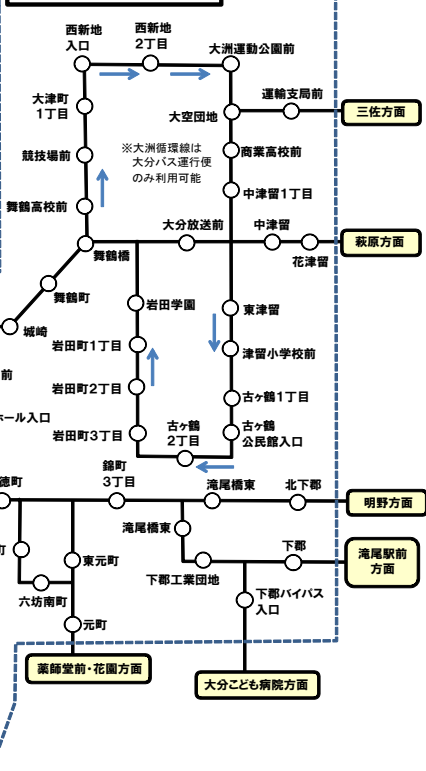 西新地
入口
西新地
2丁目
大洲運動公園前
大津町
1丁目
運輸支局前
大空団地
三佐方面
競技場前
※大洲循環線は
大分バス運行便
のみ利用可能
商業高校前
中津留1丁目
舞鶴高校前
大分放送前
中津留
萩原方面
舞鶴橋
花津留
舞鶴町
岩田学園
東津留
城崎
岩田町1丁目
津留小学校前
前
岩田町2丁目
古ヶ鶴1丁目
ホール入口
岩田町3丁目
古ヶ鶴
2丁目
古ヶ鶴
公民館入口
徳町
錦町
3丁目
滝尾橋東
北下郡
明野方面
滝尾橋東
町
東元町
下郡
滝尾駅前
方面
下郡工業団地
六坊南町
下郡バイパス
入口
元町
薬師堂前・花園方面
大分こども病院方面